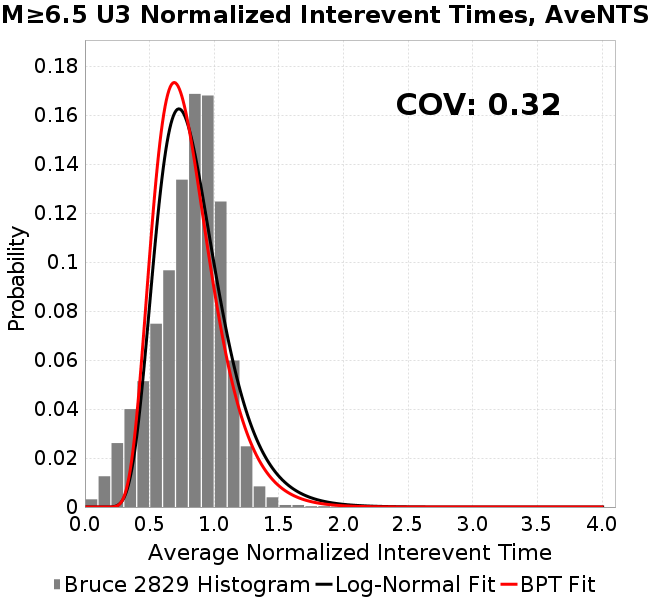 M≥6.5 U3 Normalized Interevent Times, AveNTS
COV: 0.32
Probability
0.18
0.16
0.14
0.12
0.1
0.08
0.06
0.04
0.02
0
0.0 0.5 1.0 1.5 2.0 2.5 3.0 3.5 4.0
Average Normalized Interevent Time
Bruce 2829 Histogram Log-Normal Fit BPT Fit